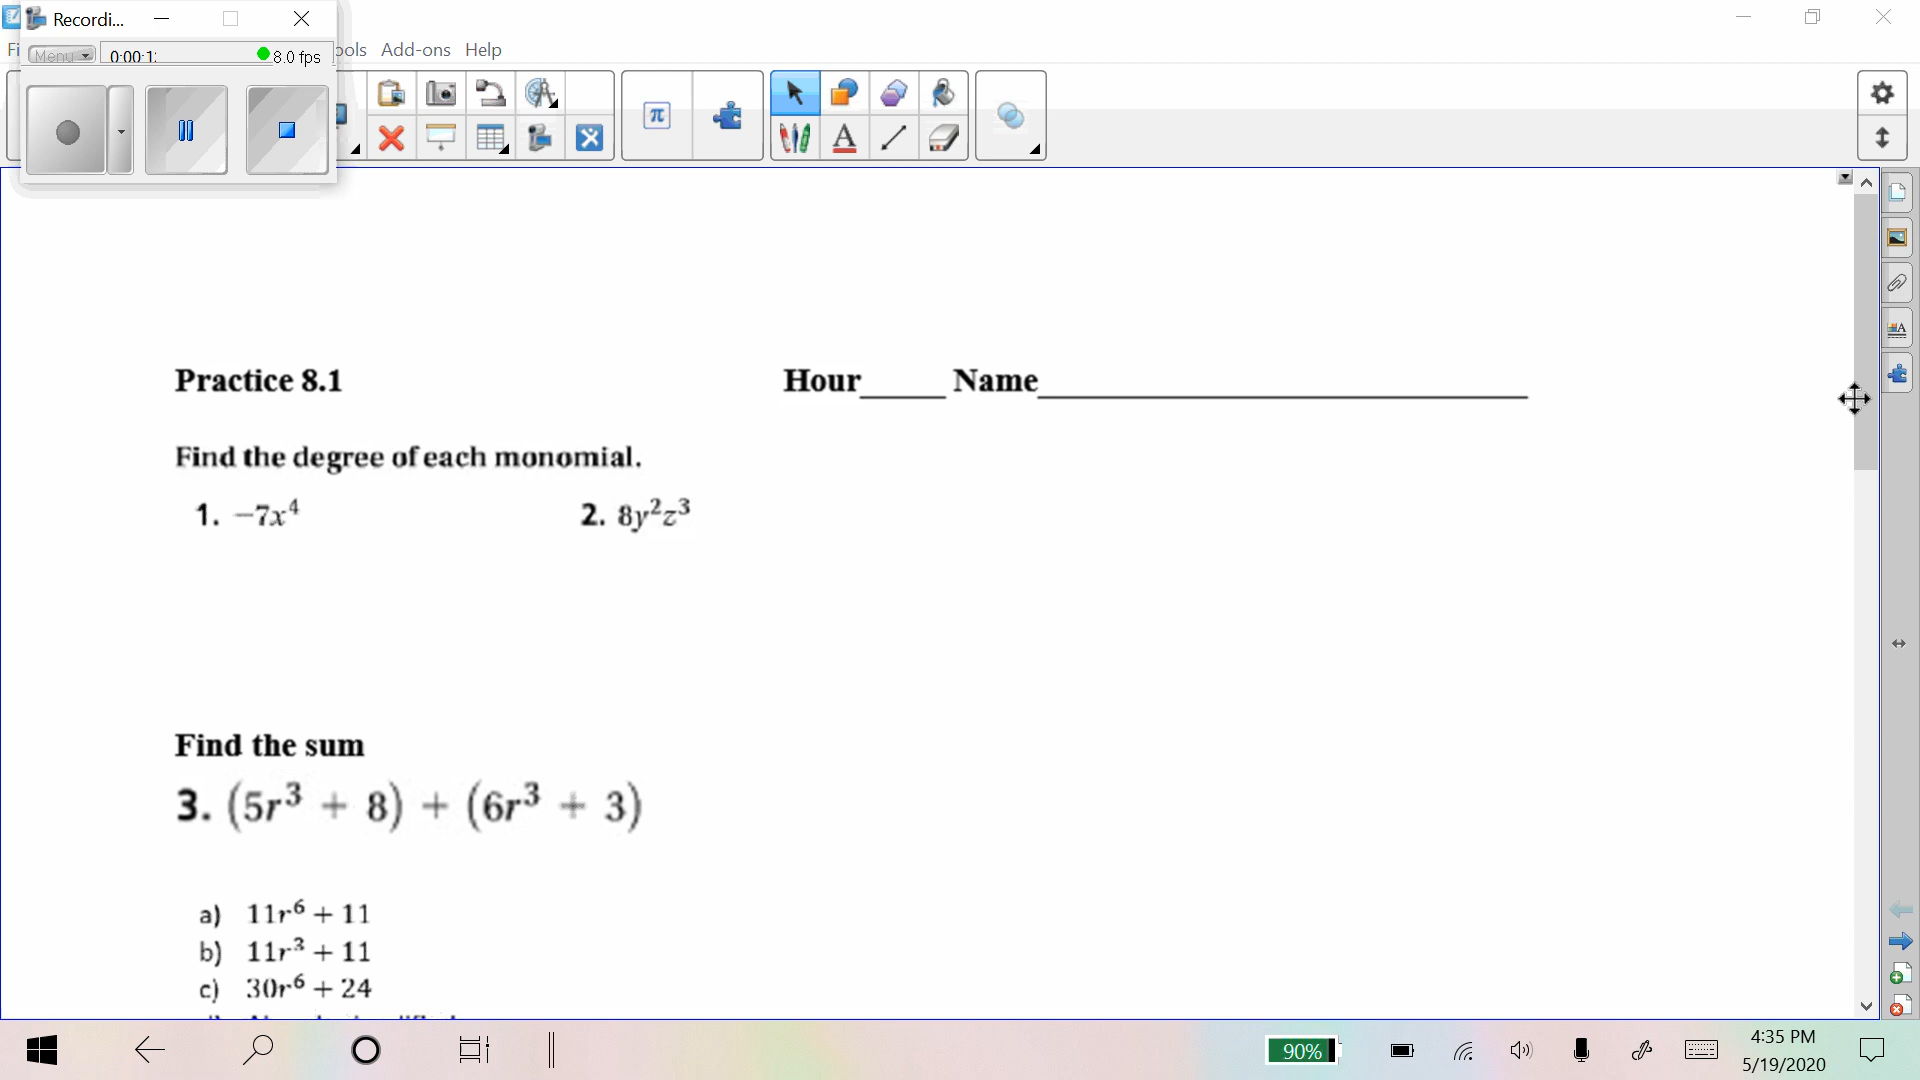 Recordi...
Menu 0:00:1 8.0 fps
Add-ons Help
Practice 8.1 Hour_____ Name_____
Find the degree of each monomial.
1. −7x⁴ 2. 8y²z³
Find the sum
3. (5r³ + 8) + (6r³ + 3)
a) 11r⁶ + 11
b) 11r³ + 11
c) 30r⁶ + 24
90%
4:35 PM
5/19/2020